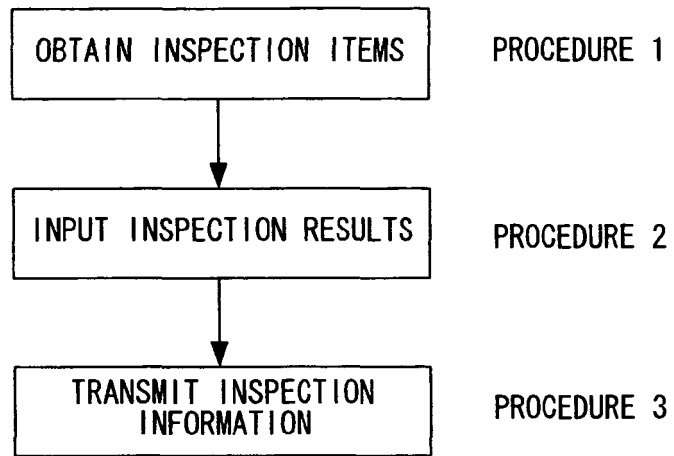 OBTAIN INSPECTION ITEMS
PROCEDURE 1
INPUT INSPECTION RESULTS
PROCEDURE 2
TRANSMIT INSPECTION
INFORMATION
PROCEDURE 3